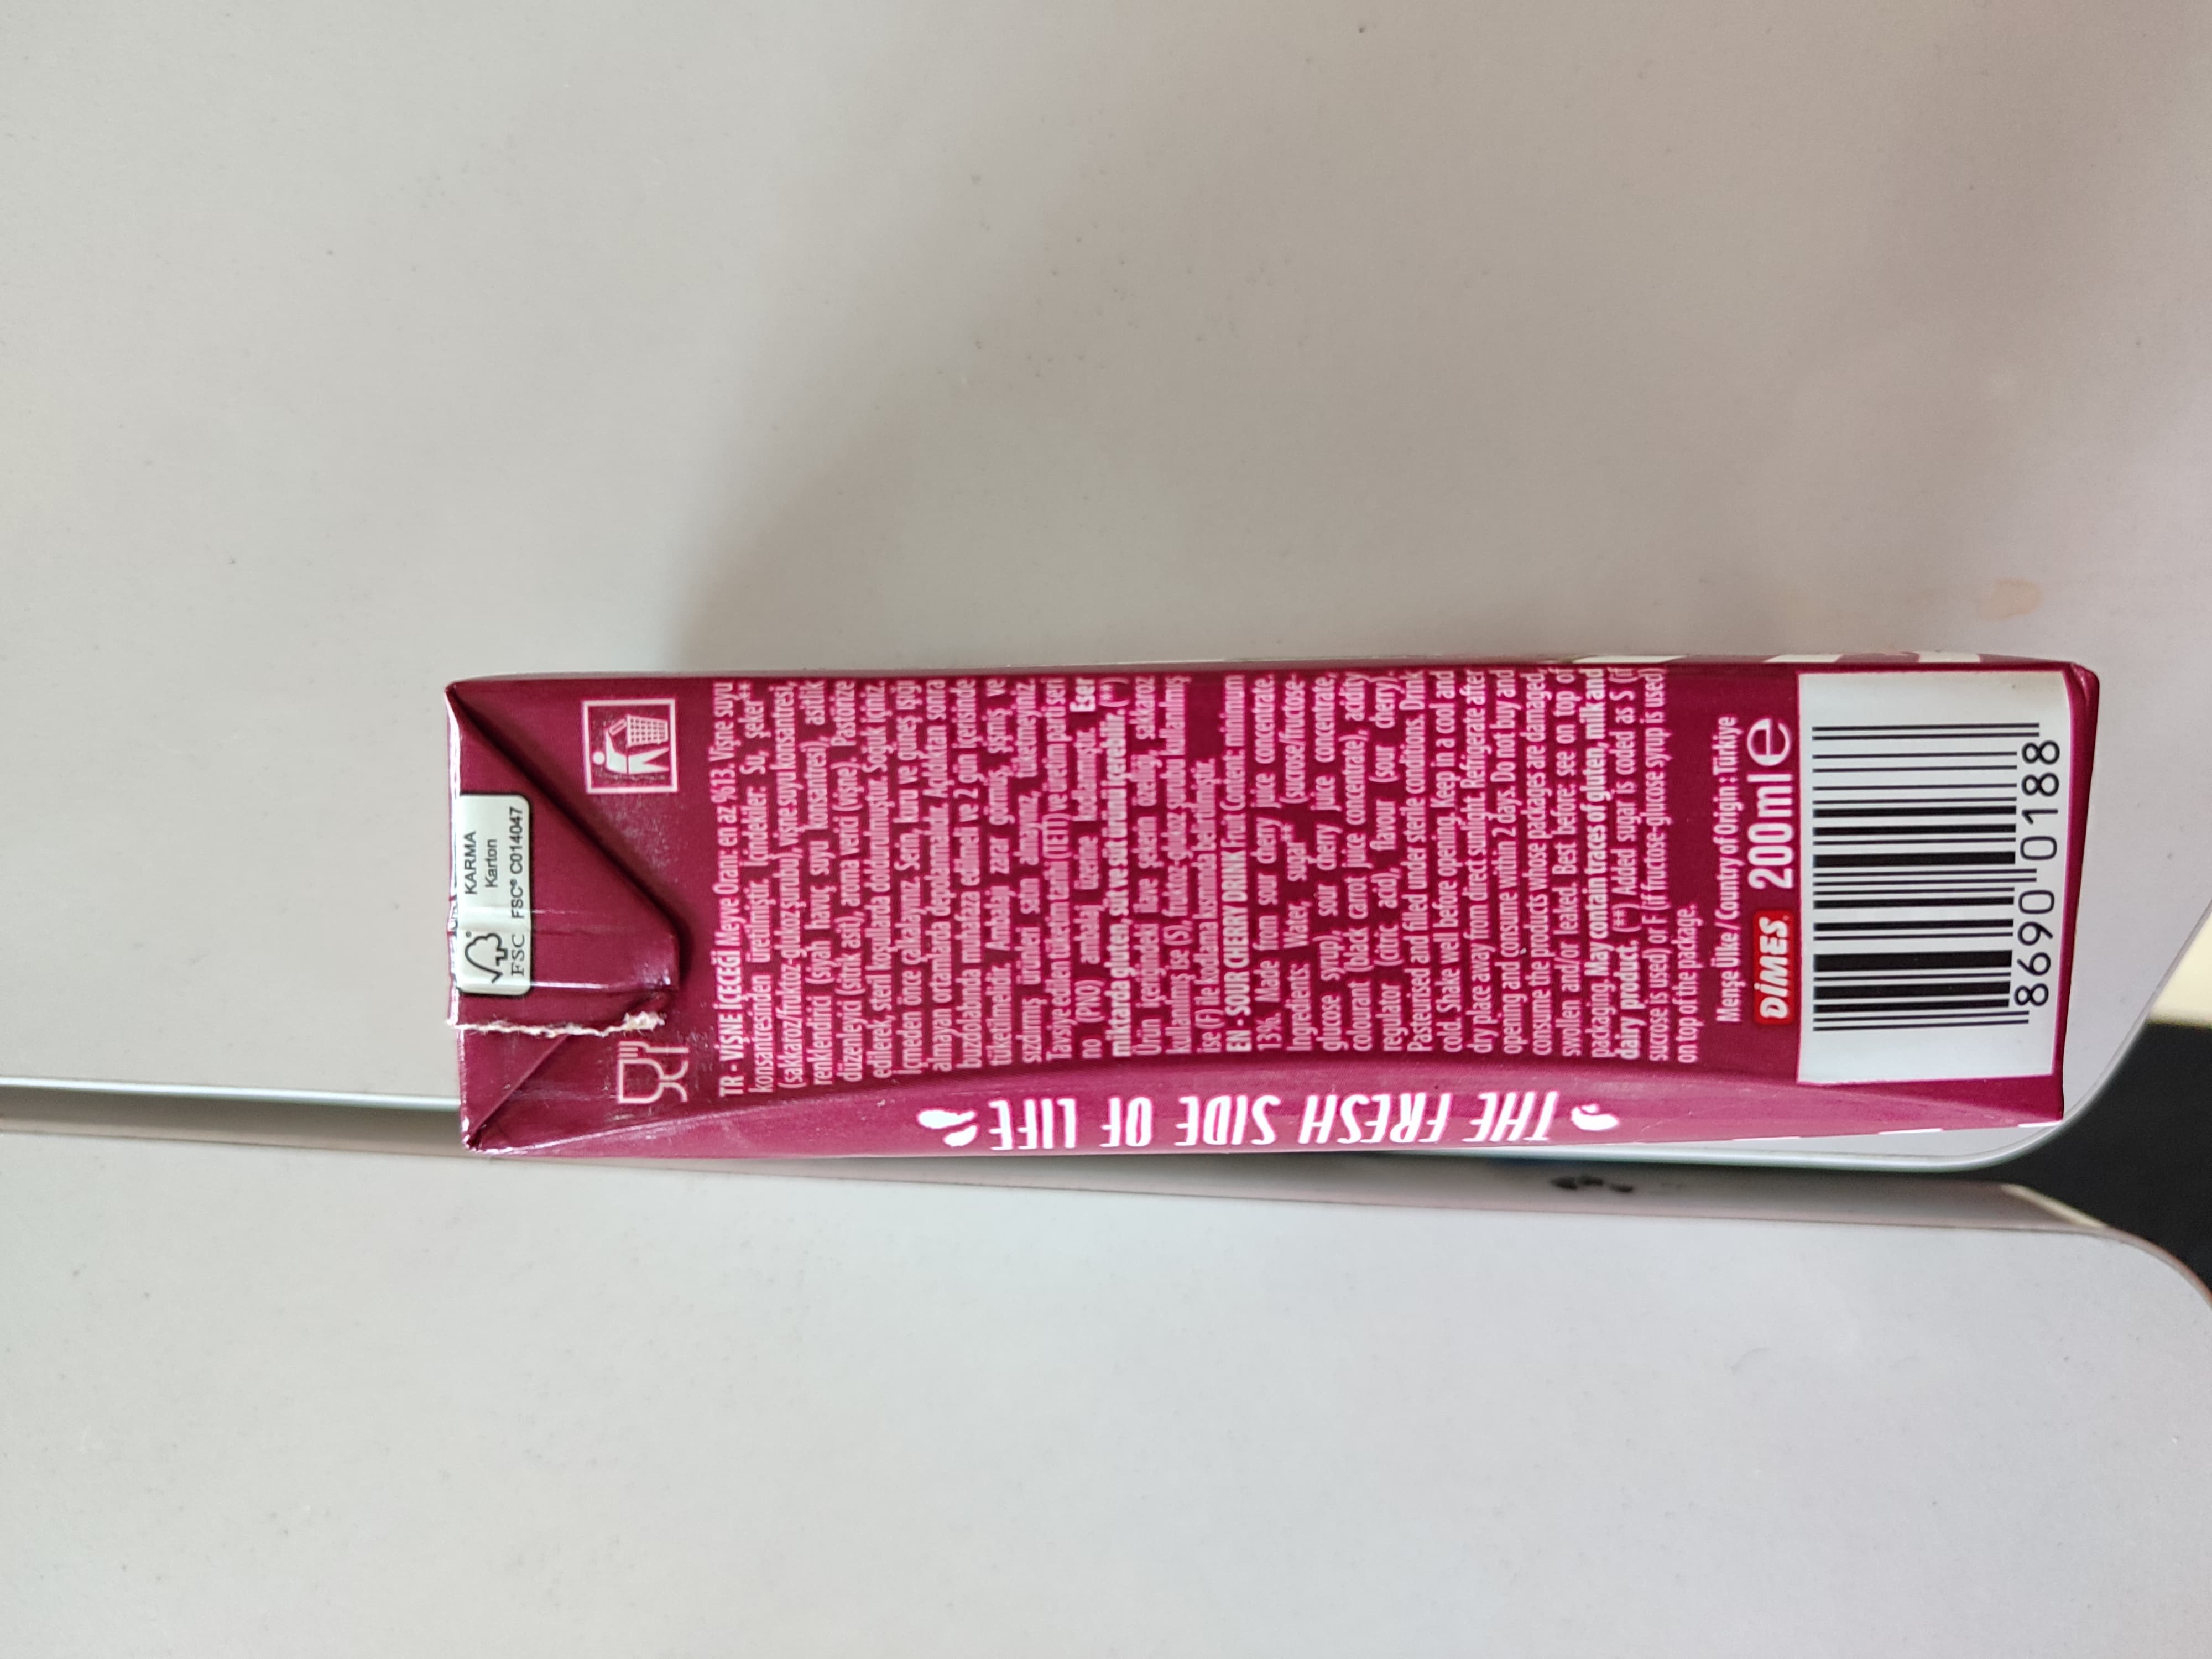 KARMA
Karton
FSC® C014047
FSC
TR - VİŞNE İÇECEĞİ Meyve Oranı: en az %13. Vişne suyu
konsantresinden üretilmiştir. İçindekiler: Su, şeker**
(sakkaroz/fruktoz-glukoz şurubu), vişne suyu konsantresi,
renklendirici (siyah havuç suyu konsantresi), asitlik
düzenleyici (sitrik asit), aroma verici (vişne). Pastörize
edilerek, steril koşullarda doldurulmuştur. Soğuk içiniz.
İçmeden önce çalkalayınız. Serin, kuru ve güneş ışığı
almayan ortamlarda depolanmalıdır. Açıldıktan sonra
buzdolabında muhafaza edilmeli ve 2 gün içerisinde
tüketilmelidir. Ambalajı zarar görmüş, şişmiş ve
sızdırmış ürünleri satın almayınız, tüketmeyiniz.
Tavsiye edilen tüketim tarihi (TETT) ve ürün parti seri
no (PNO) ambalaj üzerine kodlanmıştır. Eser
miktarda gluten, süt ve süt ürünü içerebilir. (**)
Ürün içeriğindeki ilave şekerin türü, sakkaroz
kullanılmış ise (S), fruktoz-glukoz şurubu kullanılmış
ise (F) ile kodlama kısmında belirtilmiştir.
EN - SOUR CHERRY DRINK Fruit Content: minimum
13%. Made from sour cherry juice concentrate.
Ingredients: Water, sugar** (sucrose/fructose-
glucose syrup), sour cherry juice concentrate,
colourant (black carrot juice concentrate), acidity
regulator (citric acid), flavor (sour cherry).
Pasteurised and filled under sterile conditions. Drink
cold. Shake well before opening. Keep in a cool and
dry place away from direct sunlight. Refrigerate after
opening and consume within 2 days. Do not buy and
consume the products whose packages are damaged,
swollen and/or leaked. Best before: see on top of
packaging. May contain traces of gluten, milk and
dairy product. (**) Added sugar is coded as S (if
sucrose is used) or F (if fructose-glucose syrup is used)
on top of the package.
Menşe Ülke / Country of Origin : Türkiye
DİMES 200 ml e
8690 0188
THE FRESH SIDE OF LIFE